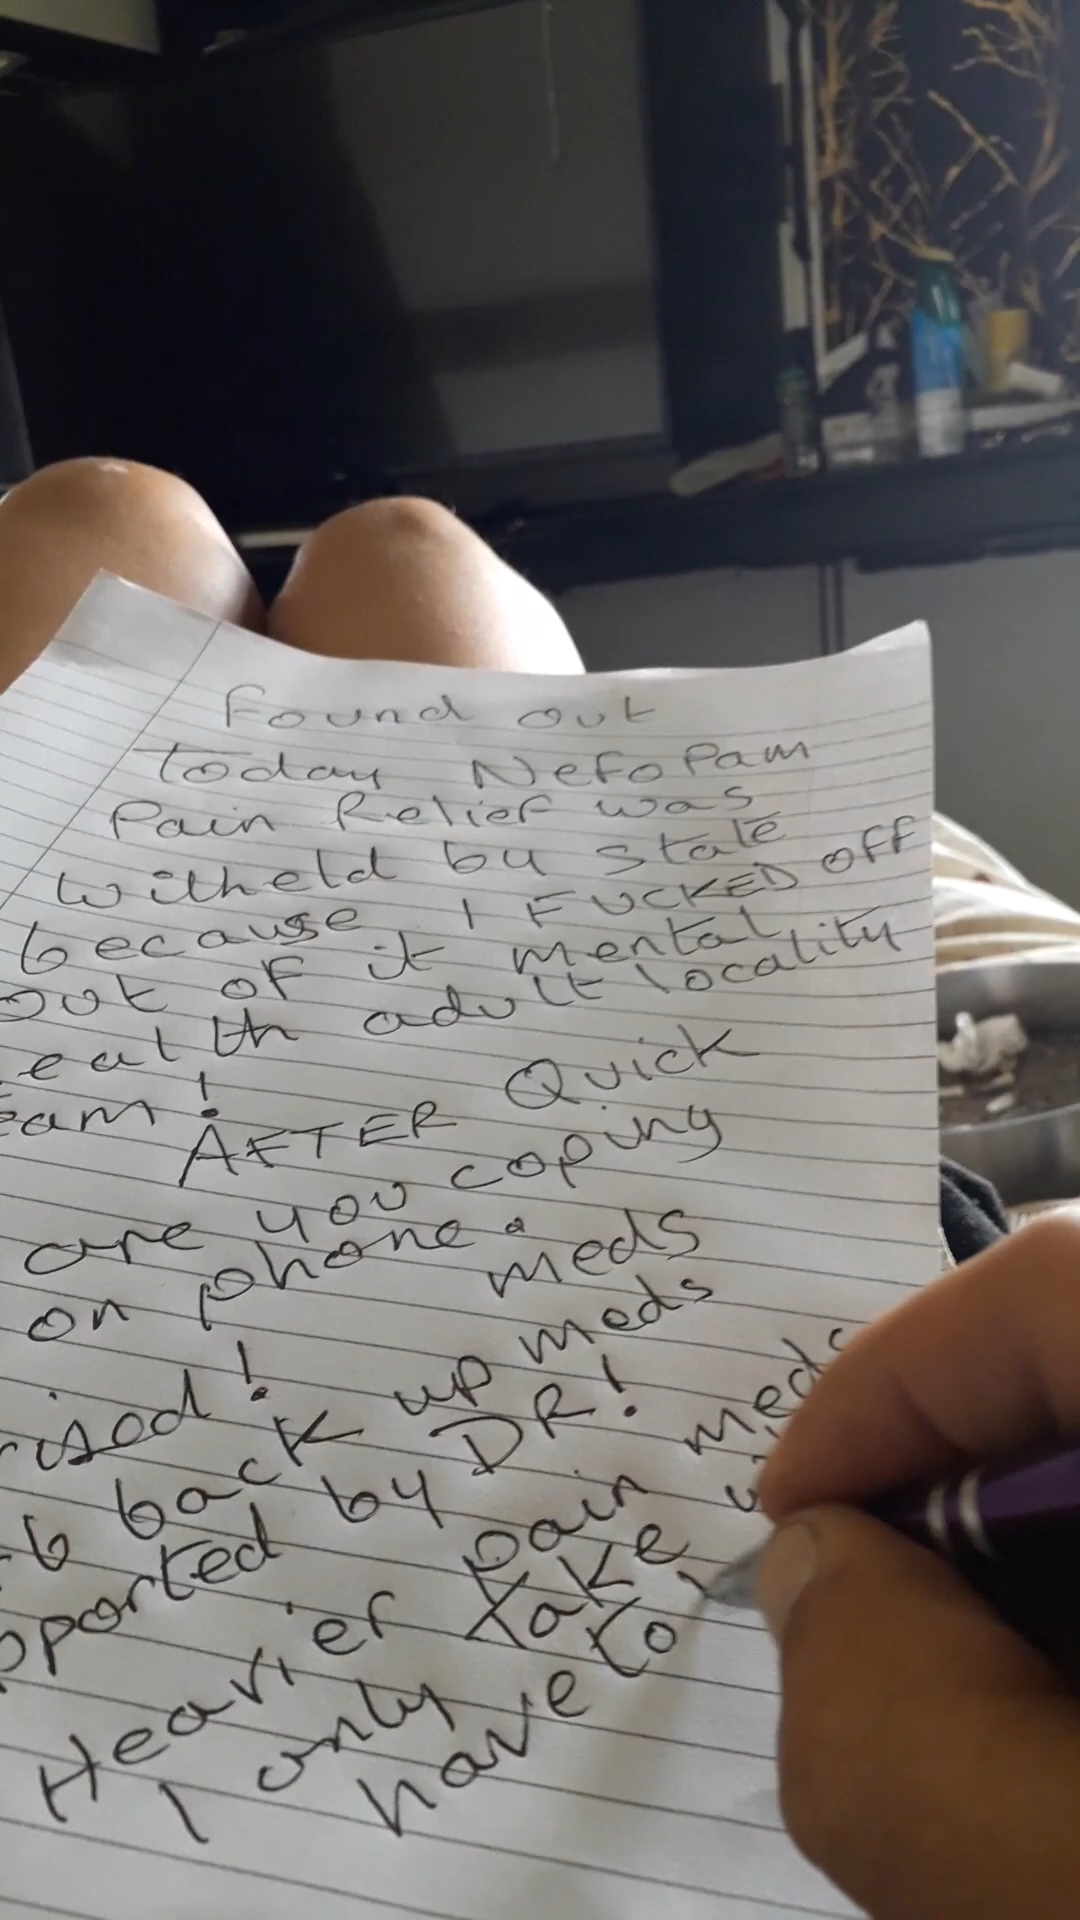 Found out
today Nefopam
Pain Relief was
witheld by state
because I FUCKED off
out of it mental
ealth adult locality
eam!
AFTER Quick
are you coping
on phone. meds
rised! up meds
back DR!
pported by pain meds
Heavier take
I only to
have